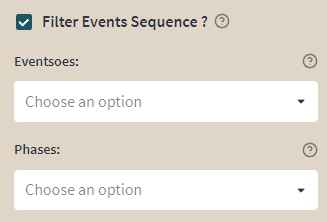 Filter Events Sequence ?
Eventsoes:
Choose an option
Phases:
Choose an option